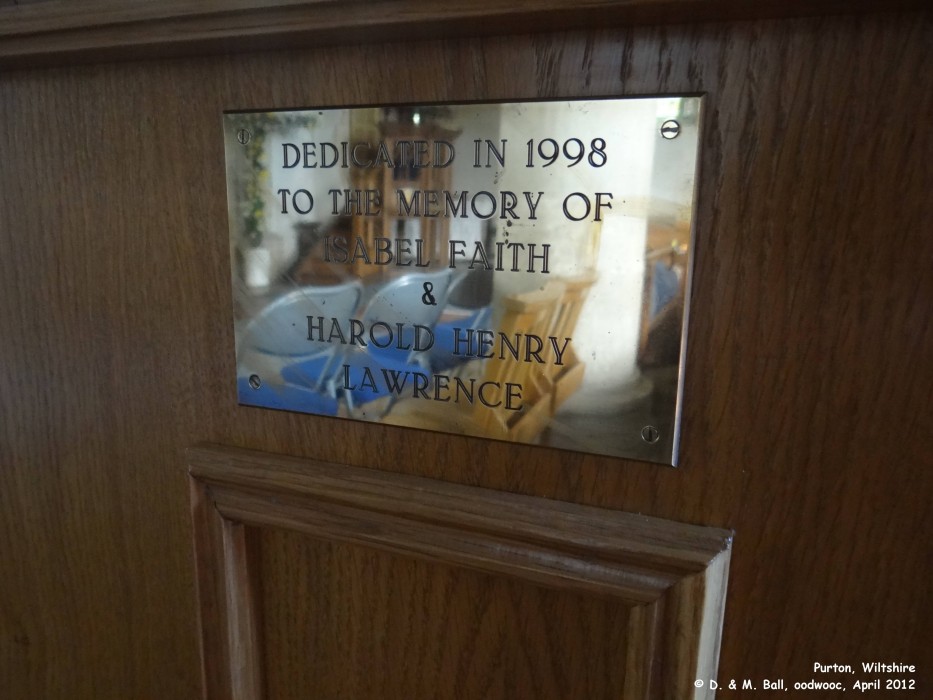 DEDICATED IN 1998
TO THE MEMORY OF
ISABEL FAITH
&
HAROLD HENRY
LAWRENCE
Purton, Wiltshire
© D. & M. Ball, oodwooc, April 2012